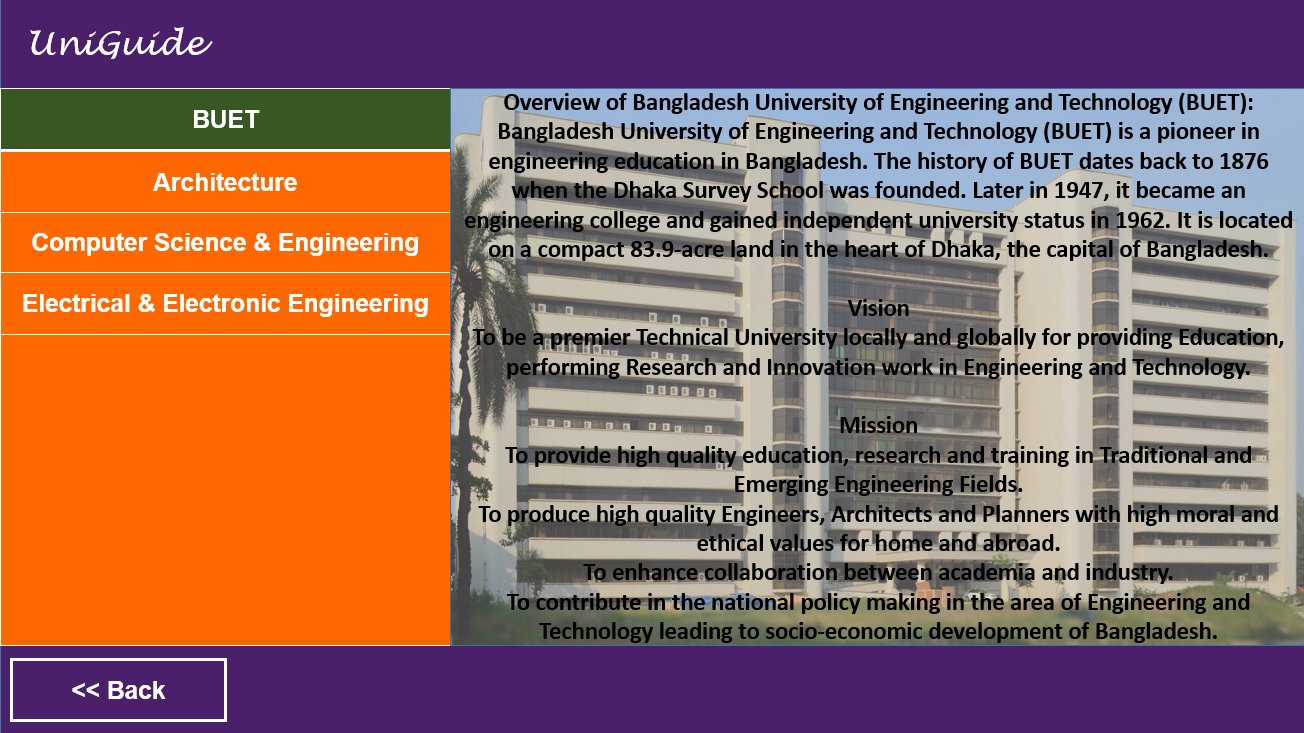 UniGuide
BUET
Architecture
Computer Science & Engineering
Electrical & Electronic Engineering
Overview of Bangladesh University of Engineering and Technology (BUET):
Bangladesh University of Engineering and Technology (BUET) is a pioneer in
engineering education in Bangladesh. The history of BUET dates back to 1876
when the Dhaka Survey School was founded. Later in 1947, it became an
engineering college and gained independent university status in 1962. It is located
on a compact 83.9-acre land in the heart of Dhaka, the capital of Bangladesh.
Vision
To be a premier Technical University locally and globally for providing Education,
performing Research and Innovation work in Engineering and Technology.
Mission
To provide high quality education, research and training in Traditional and
Emerging Engineering Fields.
To produce high quality Engineers, Architects and Planners with high moral and
ethical values for home and abroad.
To enhance collaboration between academia and industry.
To contribute in the national policy making in the area of Engineering and
Technology leading to socio-economic development of Bangladesh.
<< Back